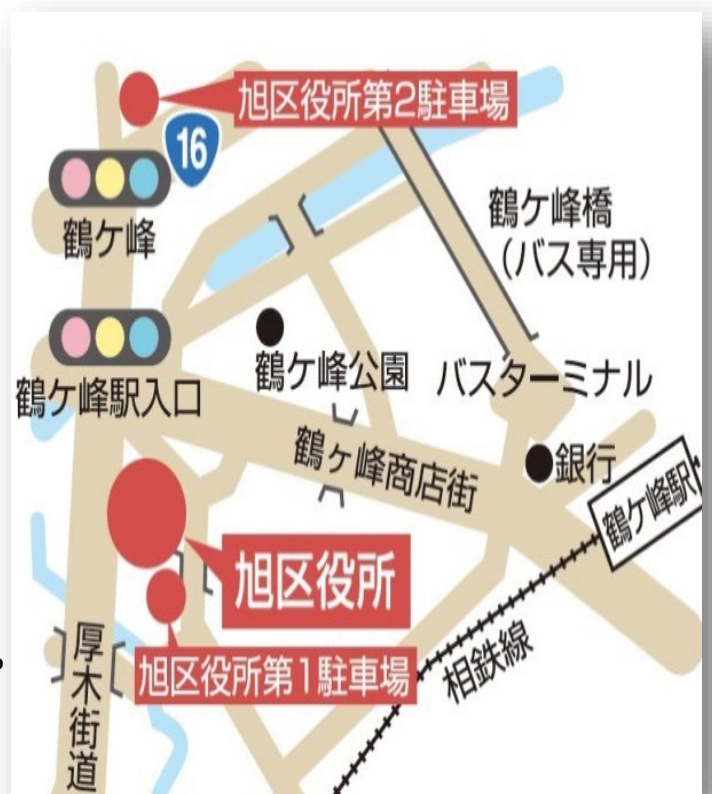 旭区役所第2駐車場
16
鶴ケ峰
鶴ケ峰橋
（バス専用）
鶴ケ峰駅入口
鶴ケ峰公園
バスターミナル
鶴ヶ峰商店街
銀行
鶴ケ峰駅
旭区役所
旭区役所第1駐車場
相鉄線
厚木街道